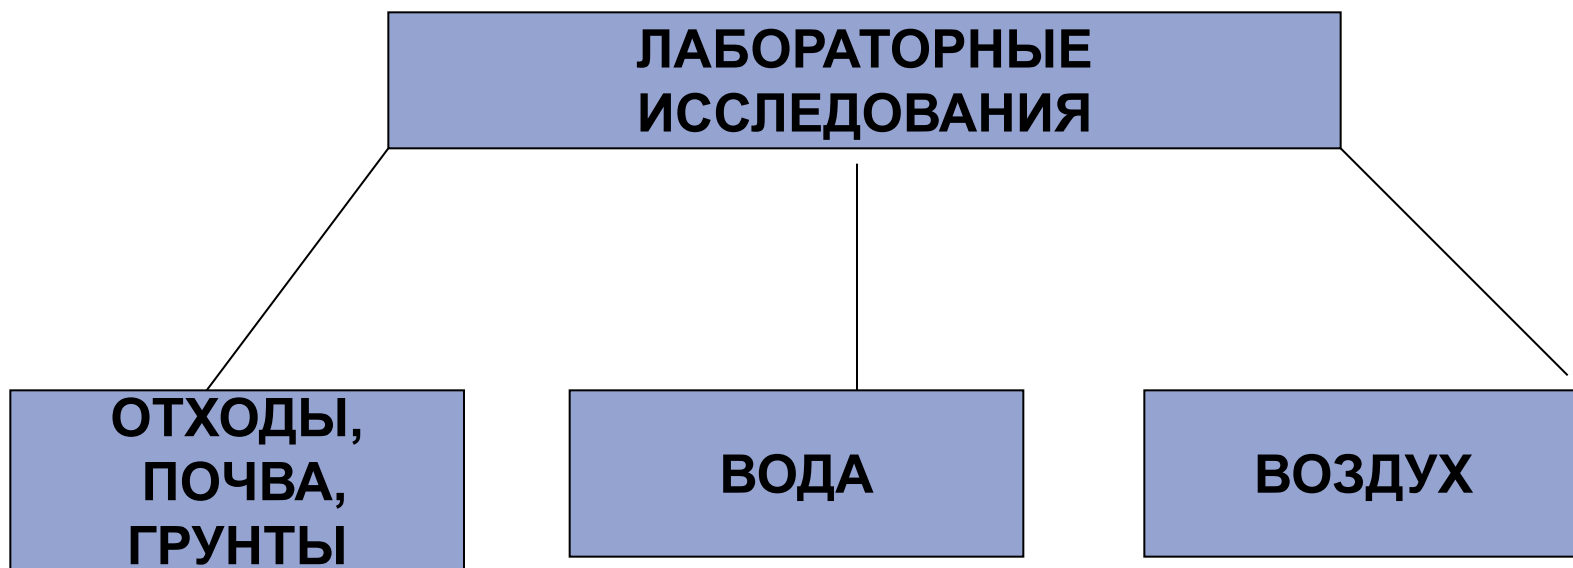 ЛАБОРАТОРНЫЕ
ИССЛЕДОВАНИЯ
ОТХОДЫ,
ПОЧВА,
ГРУНТЫ
ВОДА
ВОЗДУХ